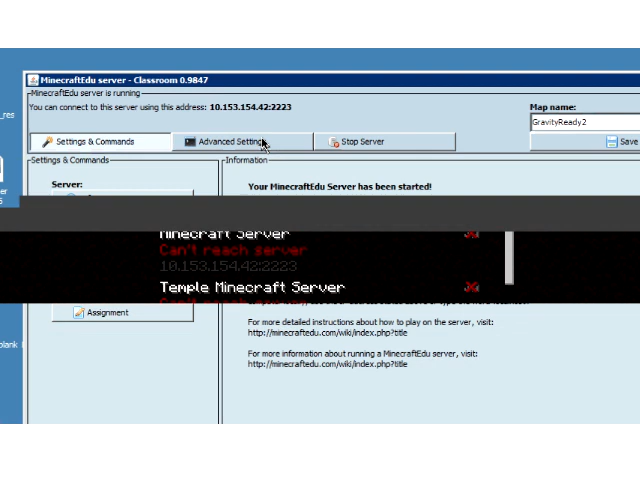 MinecraftEdu server - Classroom 0.9847
MinecraftEdu server is running
You can connect to this server using this address: 10.153.154.42:2223
Map name:
_res
GravityReady2
Settings & Commands
Advanced Settings
Stop Server
Save
Settings & Commands
Information
Server:
Your MinecraftEdu Server has been started!
Minecraft Server
Can't reach server
10.153.154.42:2223
Temple Minecraft Server
Assignment
For more detailed instructions about how to play on the server, visit:
http://minecraftedu.com/wiki/index.php?title
For more information about running a MinecraftEdu server, visit:
http://minecraftedu.com/wiki/index.php?title